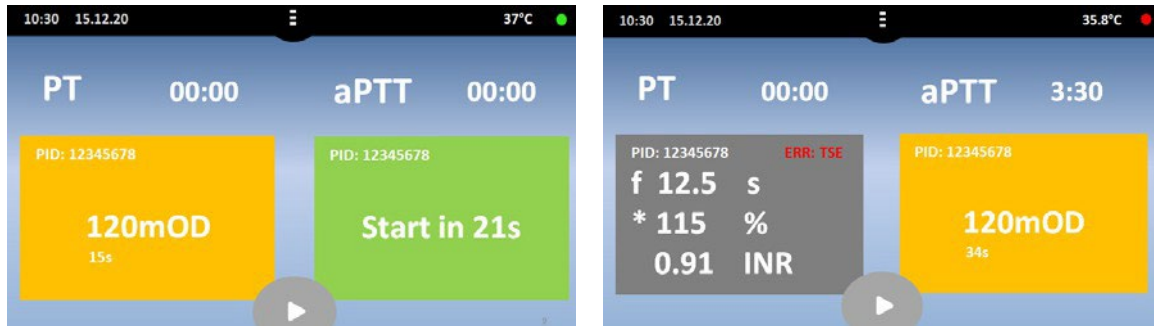 10:30 15.12.20 37°C
PT 00:00 aPTT 00:00
PID: 12345678 PID: 12345678
120mOD Start in 21s
15s
10:30 15.12.20 35.8°C
PT 00:00 aPTT 3:30
PID: 12345678 ERR: TSE PID: 12345678
f 12.5 s
* 115 % 120mOD
34s
0.91 INR